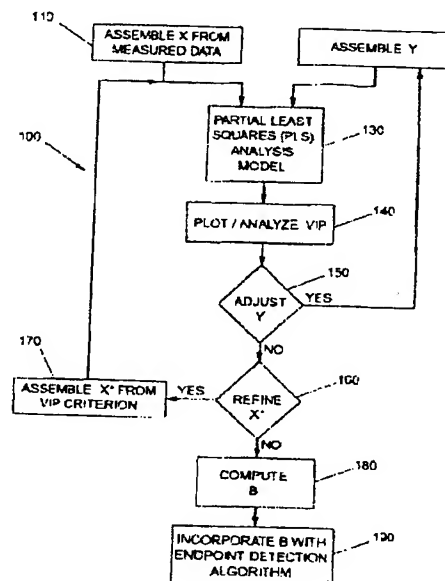 110
ASSEMBLE X FROM
MEASURED DATA
ASSEMBLE Y
100
PARTIAL LEAST
SQUARES (PLS)
ANALYSIS
MODEL
130
PLOT / ANALYZE VIP
140
150
ADJUST
Y
YES
NO
170
ASSEMBLE X* FROM
VIP CRITERION
YES
REFINE
X*
160
NO
COMPUTE
B
180
INCORPORATE B WITH
ENDPOINT DETECTION
ALGORITHM
190